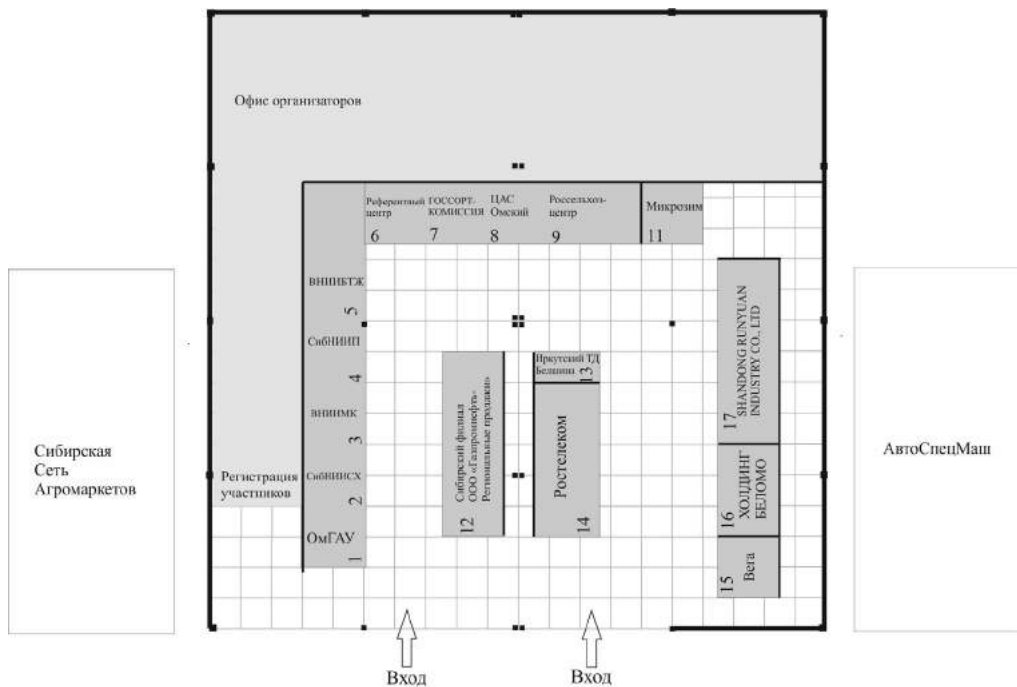 Офис организаторов
Референтный
центр
6
ГОССОРТ-
КОМИССИЯ
7
ЦАС
Омский
8
Россельхоз-
центр
9
Микрозим
11
ВНИИБТЖ
5
СибНИИП
4
ВНИИМК
3
СибНИИСХ
2
ОмГАУ
1
Регистрация
участников
Сибирский филиал
ООО «Газпромнефть-
Региональные продажи»
12
Иркутский ТД
Белшина
13
Ростелеком
14
17
SHANDONG RUNYUAN
INDUSTRY CO., LTD
16
ХОЛДИНГ
БЕЛОМО
15
Вега
Сибирская
Сеть
Агромаркетов
АвтоСпецМаш
Вход
Вход